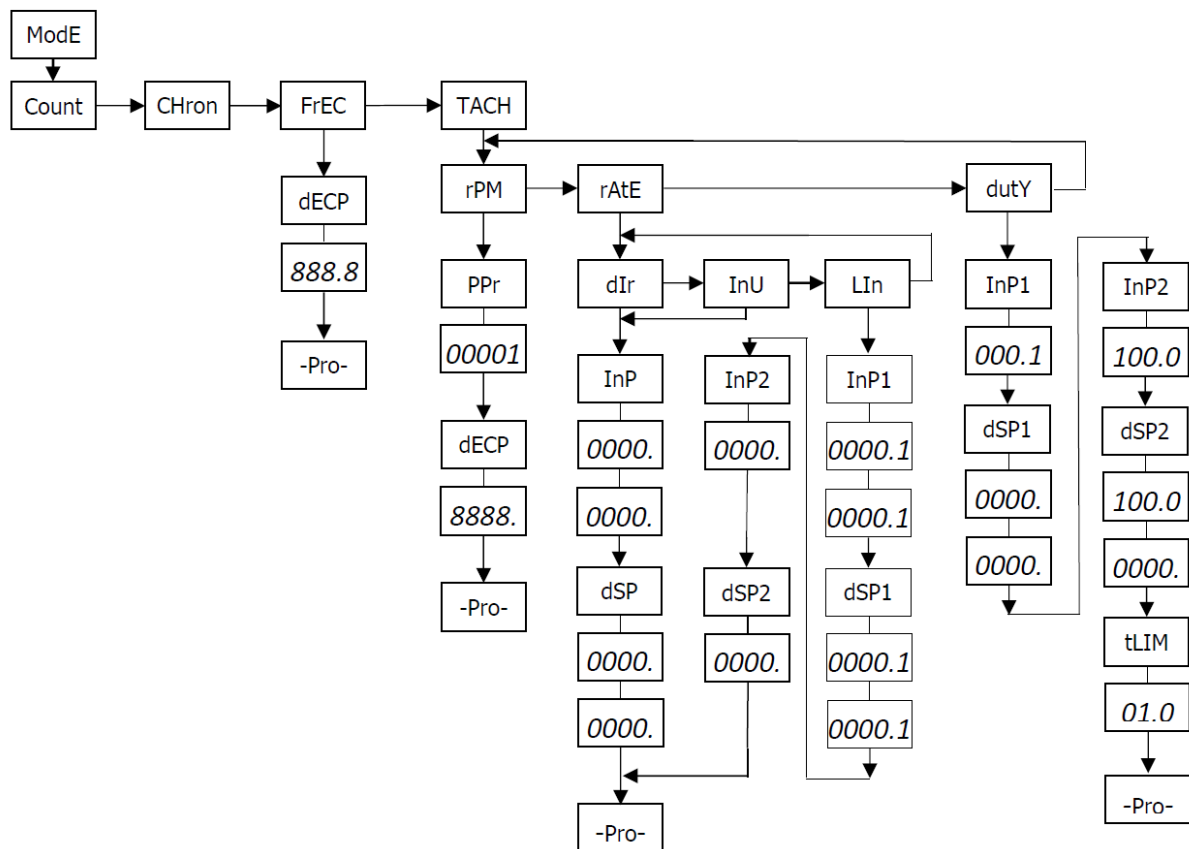 ModE
Count
CHron
FrEC
TACH
dECP
888.8
-Pro-
rPM
rAtE
dutY
PPr
00001
dECP
8888.
-Pro-
dIr
InU
LIn
InP
0000.
0000.
dSP
0000.
0000.
-Pro-
InP2
0000.
dSP2
0000.
InP1
0000.1
0000.1
dSP1
0000.1
0000.1
InP1
000.1
dSP1
0000.
0000.
InP2
100.0
dSP2
100.0
0000.
tLIM
01.0
-Pro-